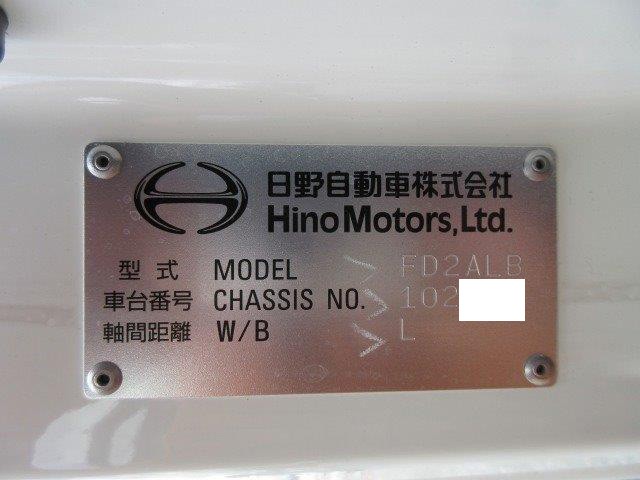 日野自動車株式会社
Hino Motors, Ltd.
型式 MODEL FD2ALB
車台番号 CHASSIS NO. 102
軸間距離 W/B L